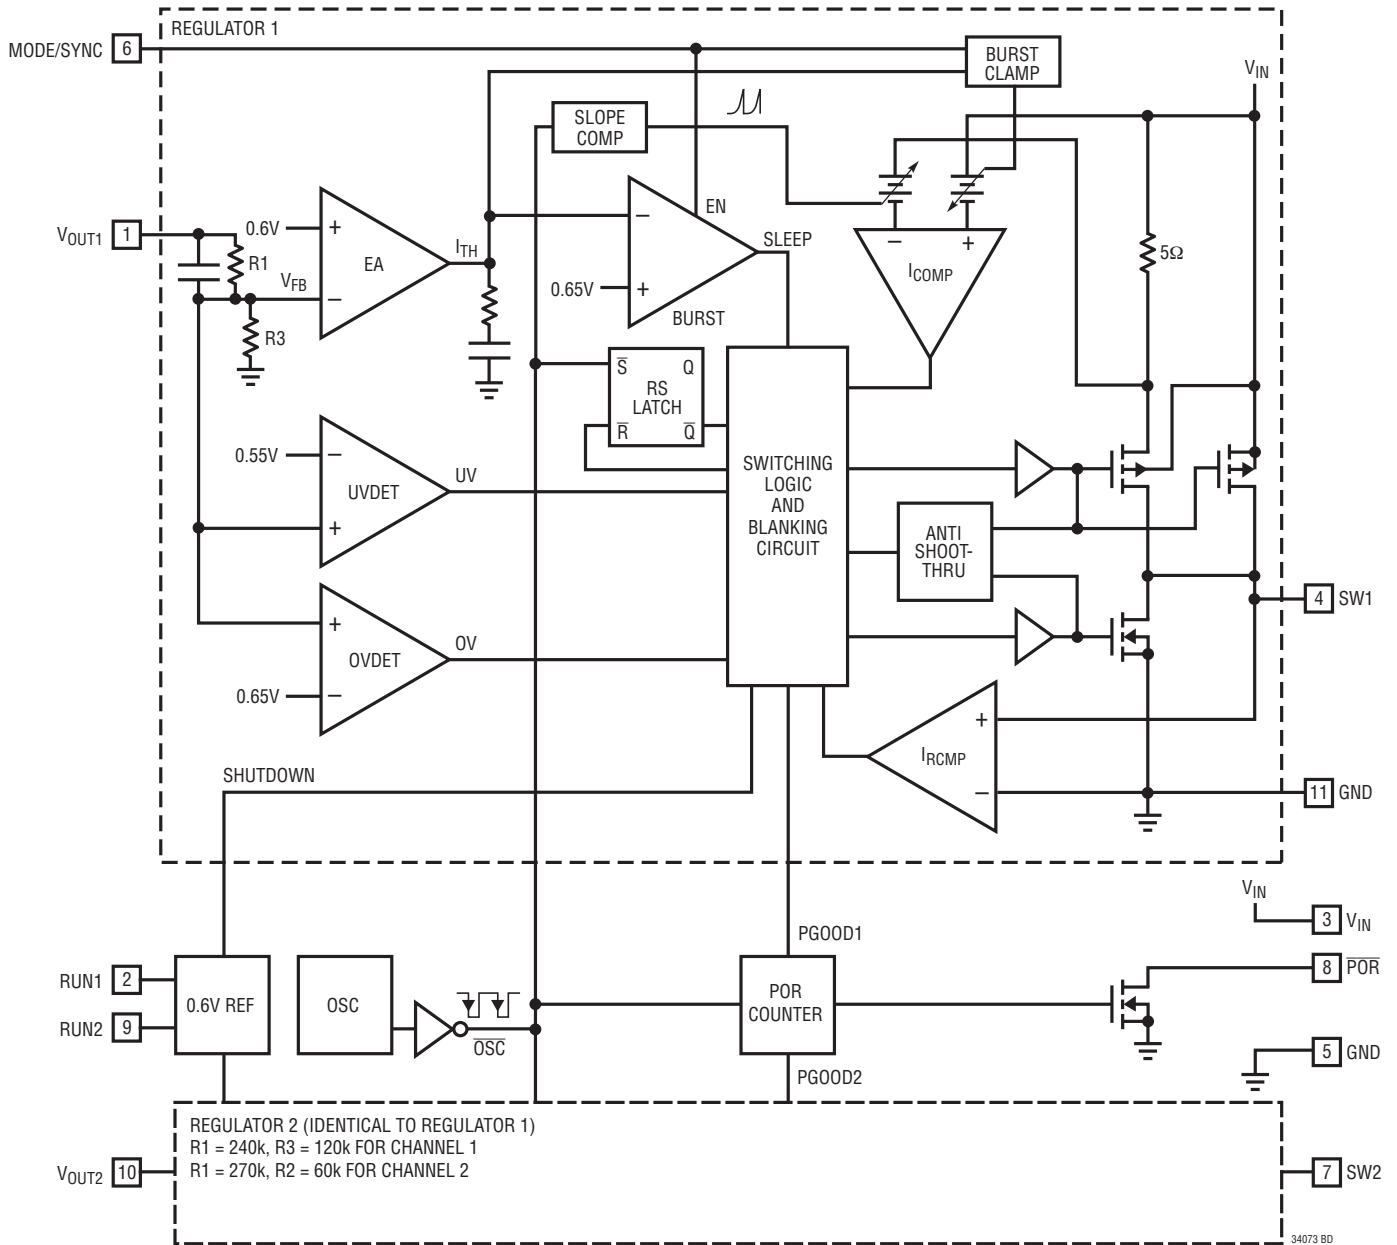 REGULATOR 1
MODE/SYNC 6
BURST
CLAMP
VIN
SLOPE
COMP
EN
VOUT1 1
0.6V
+
EA
−
R1
VFB
R3
ITH
−
0.65V
+
BURST
SLEEP
−
+
ICOMP
5Ω
S̅ Q
RS
LATCH
R̅ Q̅
0.55V
−
UVDET
+
UV
+
OVDET
−
0.65V
OV
SWITCHING
LOGIC
AND
BLANKING
CIRCUIT
ANTI
SHOOT-
THRU
4 SW1
+
IRCMP
−
11 GND
SHUTDOWN
VIN
3 VIN
PGOOD1
RUN1 2
RUN2 9
0.6V REF
OSC
O̅S̅C̅
POR
COUNTER
8 P̅O̅R̅
5 GND
PGOOD2
REGULATOR 2 (IDENTICAL TO REGULATOR 1)
R1 = 240k, R3 = 120k FOR CHANNEL 1
R1 = 270k, R2 = 60k FOR CHANNEL 2
VOUT2 10
7 SW2
34073 BD